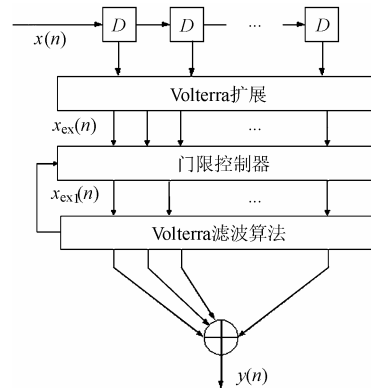 D D ... D
x(n)
Volterra扩展
x_ex(n) ...
门限控制器
x_ex1(n) ...
Volterra滤波算法
y(n)